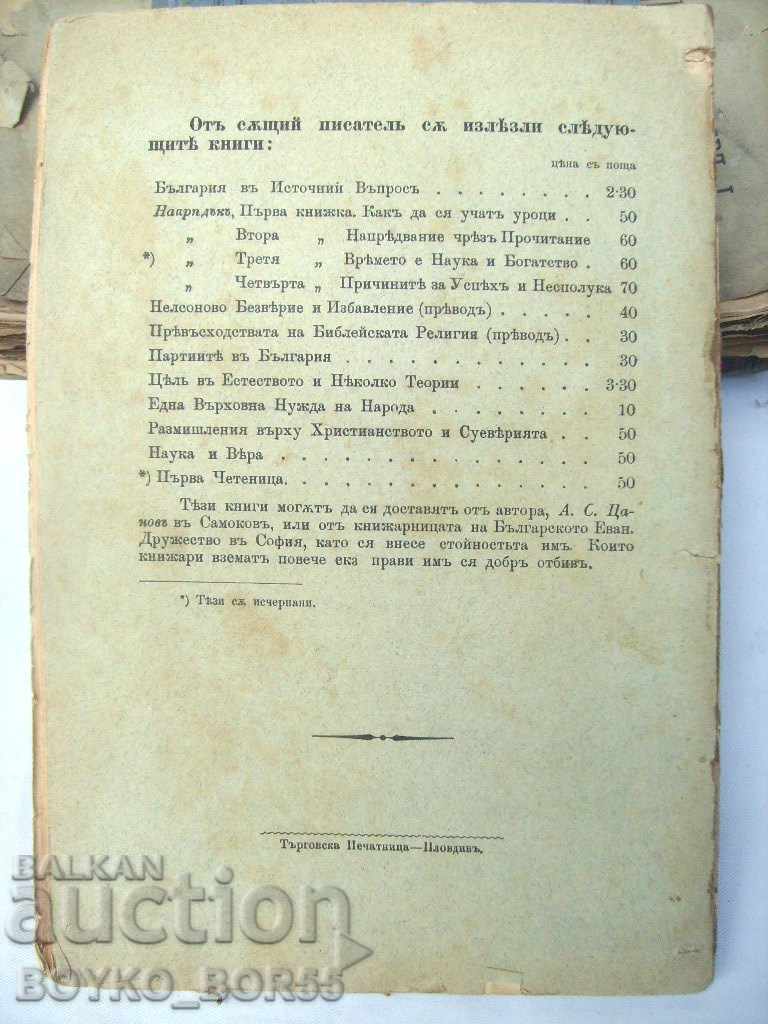 Отъ сѫщий писатель сѫ излѣзли слѣдую-
щитѣ книги:
цѣна съ поща
България въ Источний Въпросъ . . . . . . . . 2·30
Наарпдькъ, Първа книжка. Какъ да ся учатъ уроци . . 50
„ Втора „ Напрѣдвание чрѣзъ Прочитание 60
*) „ Третя „ Врѣмето е Наука и Богатство . 60
„ Четвърта „ Причинитѣ за Успѣхъ и Несполука 70
Нелсоново Безвѣрие и Избавление (прѣводъ) . . . . . 40
Прѣвъсходствата на Библейската Религия (прѣводъ) . . 30
Партиитѣ въ България . . . . . . . . . . . . 30
Цѣль въ Естеството и Нѣколко Теории . . . . . . 3·30
Една Върховна Нужда на Народа . . . . . . . . 10
Размишления върху Християнството и Суевѣрията . . 50
Наука и Вѣра . . . . . . . . . . . . . . 50
*) Първа Четеница. . . . . . . . . . . . . . 50
Тѣзи книги могѫтъ да ся доставятъ отъ автора, А. С. Ца-
новъ въ Самоковъ, или отъ книжарницата на Българското Еван.
Дружество въ София, като ся внесе стойностьта имъ. Които
книжари взематъ повече екз прави имъ ся добръ отбивъ.
*) Тѣзи сѫ исчерпани.
Търговска Печатница—Пловдивъ.
BALKAN
auction
BOYKO_BOR55